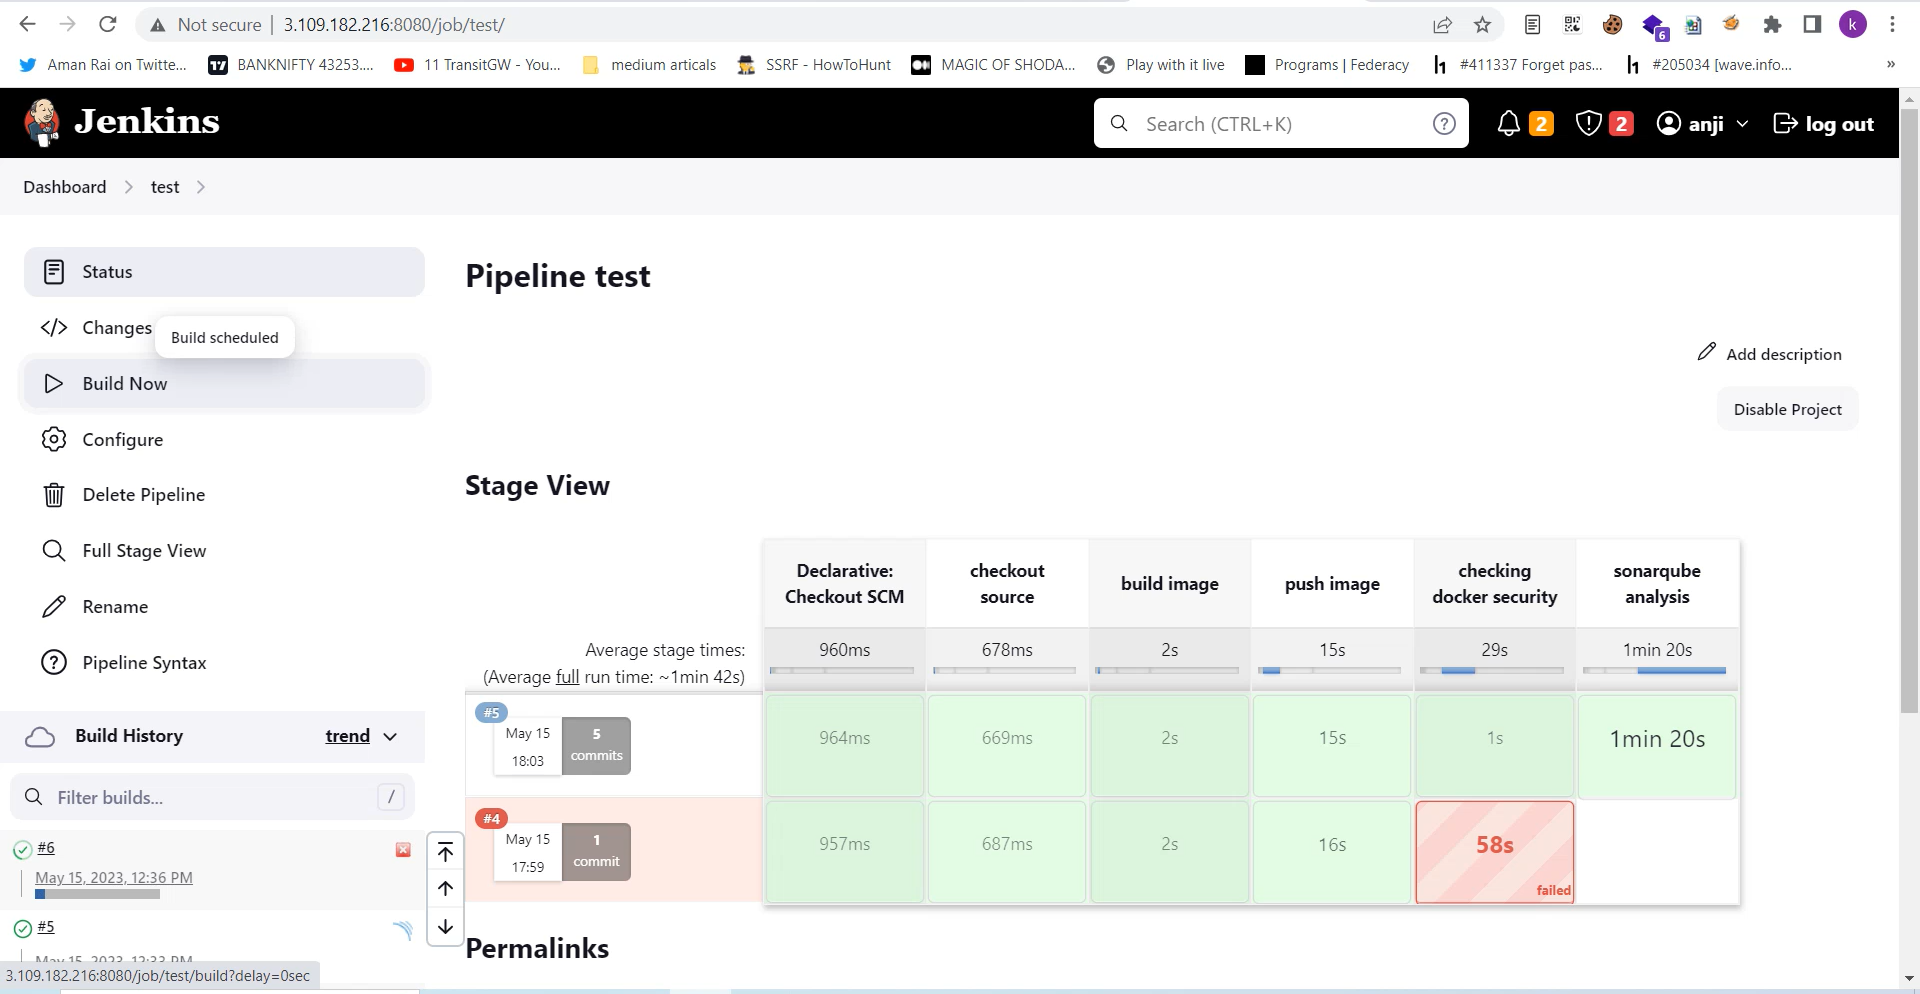 Not secure
3.109.182.216:8080/job/test/
6
k
Aman Rai on Twitte...
BANKNIFTY 43253....
11 TransitGW - You...
medium articals
SSRF - HowToHunt
MAGIC OF SHODA...
Play with it live
Programs | Federacy
#411337 Forget pas...
#205034 [wave.info...
»
Jenkins
Search (CTRL+K)
2
2
anji
log out
Dashboard
test
Status
Changes
Build scheduled
Build Now
Configure
Delete Pipeline
Full Stage View
Rename
Pipeline Syntax
Build History
trend
Filter builds...
/
#6
May 15, 2023, 12:36 PM
#5
May 15, 2023, 12:33 PM
3.109.182.216:8080/job/test/build?delay=0sec
Pipeline test
Add description
Disable Project
Stage View
Declarative:
Checkout SCM
checkout
source
build image
push image
checking
docker security
sonarqube
analysis
Average stage times:
(Average full run time: ~1min 42s)
960ms
678ms
2s
15s
29s
1min 20s
#5
May 15
18:03
5
commits
964ms
669ms
2s
15s
1s
1min 20s
#4
May 15
17:59
1
commit
957ms
687ms
2s
16s
58s
failed
Permalinks